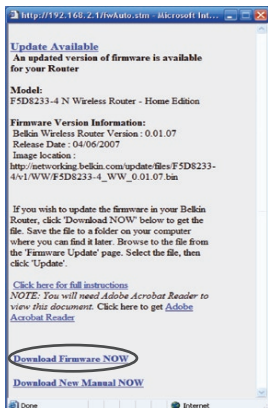 http://192.168.2.1/fwAuto.stm - Microsoft Int...
Update Available
An updated version of firmware is available
for your Router
Model:
F5D8233-4 N Wireless Router - Home Edition
Firmware Version Information:
Belkin Wireless Router Version : 0.01.07
Release Date : 04/06/2007
Image location :
http://networking.belkin.com/update/files/F5D8233-
4/v1/WW/F5D8233-4_WW_0.01.07.bin
If you wish to update the firmware in your Belkin
Router, click 'Download NOW' below to get the
file. Save the file to a folder on your computer
where you can find it later. Browse to the file from
the 'Firmware Update' page. Select the file, then
click 'Update'.
Click here for full instructions
NOTE: You will need Adobe Acrobat Reader to
view this document. Click here to get Adobe
Acrobat Reader
Download Firmware NOW
Download New Manual NOW
Done Internet